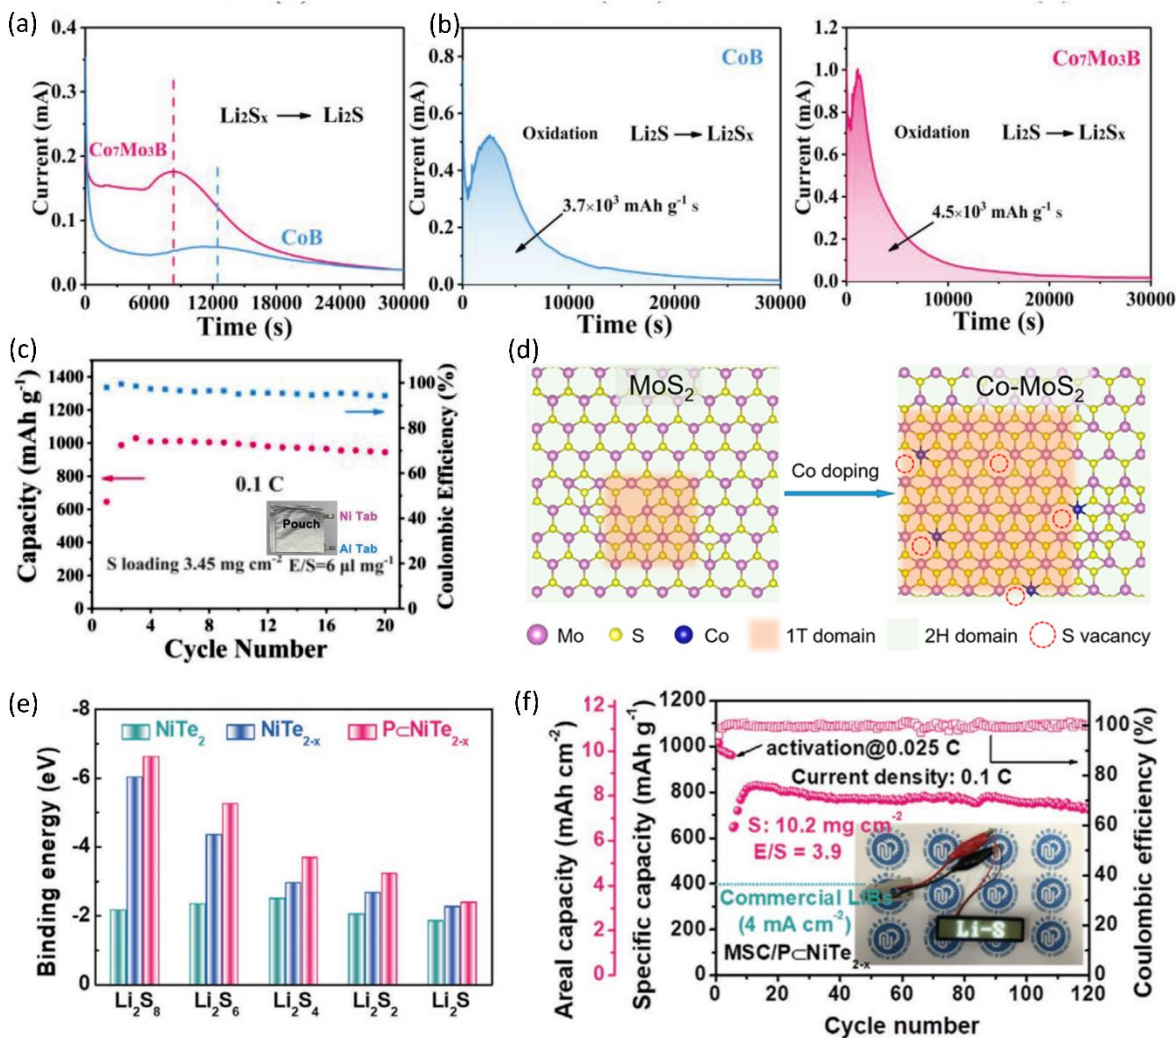 (a)
0.4
0.3
0.2
0.1
0.0
Current (mA)
Li₂Sₓ → Li₂S
Co₇Mo₃B
CoB
0 6000 12000 18000 24000 30000
Time (s)
(b)
0.8
0.6
0.4
0.2
0.0
Current (mA)
CoB
Oxidation Li₂S → Li₂Sₓ
3.7×10³ mAh g⁻¹ s
0 10000 20000 30000
Time (s)
1.2
1.0
0.8
0.6
0.4
0.2
0.0
Current (mA)
Co₇Mo₃B
Oxidation Li₂S → Li₂Sₓ
4.5×10³ mAh g⁻¹ s
0 10000 20000 30000
Time (s)
(c)
1400
1200
1000
800
600
400
200
0
Capacity (mAh g⁻¹)
100
80
60
40
20
0
Coulombic Efficiency (%)
0.1 C
Pouch
Ni Tab
Al Tab
S loading 3.45 mg cm⁻² E/S=6 μl mg⁻¹
0 4 8 12 16 20
Cycle Number
(d)
MoS₂
Co doping
Co-MoS₂
Mo S Co 1T domain 2H domain S vacancy
(e)
-8
-6
-4
-2
0
Binding energy (eV)
NiTe₂ NiTe₂₋ₓ P⊂NiTe₂₋ₓ
Li₂S₈ Li₂S₆ Li₂S₄ Li₂S₂ Li₂S
(f)
12
10
8
6
4
2
0
Areal capacity (mAh cm⁻²)
1200
1000
800
600
400
200
0
Specific capacity (mAh g⁻¹)
100
80
60
40
20
0
Coulombic efficiency (%)
activation@0.025 C
Current density: 0.1 C
S: 10.2 mg cm⁻²
E/S = 3.9
Commercial LIBs
(4 mA cm⁻²)
MSC/P⊂NiTe₂₋ₓ
Li-S
0 20 40 60 80 100 120
Cycle number